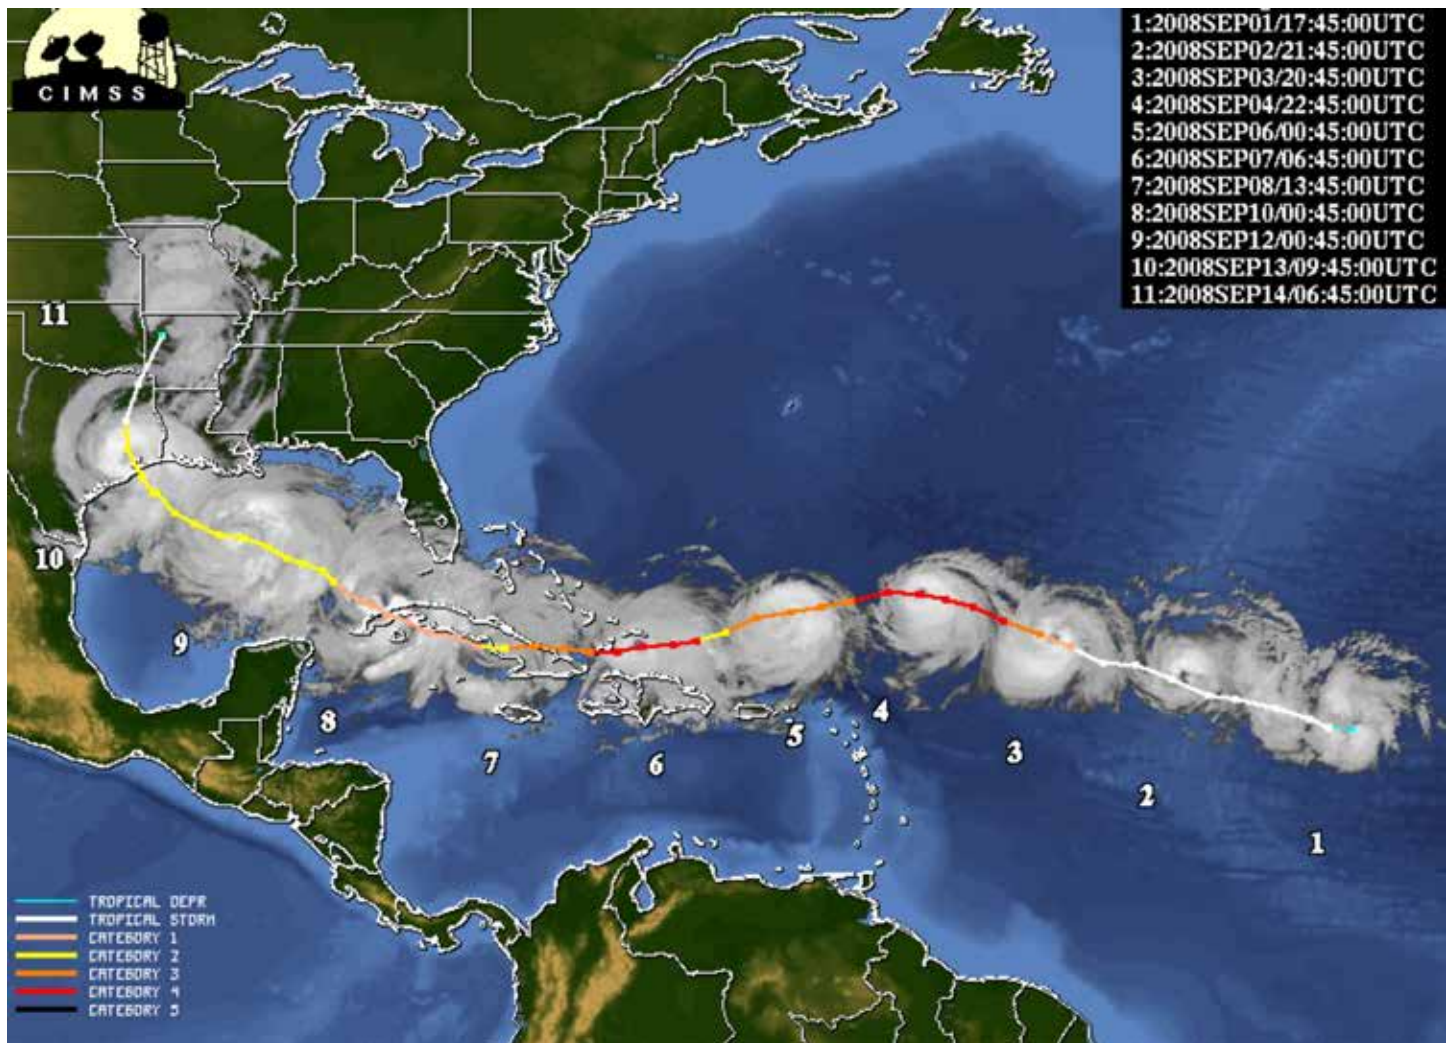 CIMSS
1:2008SEP01/17:45:00UTC
2:2008SEP02/21:45:00UTC
3:2008SEP03/20:45:00UTC
4:2008SEP04/22:45:00UTC
5:2008SEP06/00:45:00UTC
6:2008SEP07/06:45:00UTC
7:2008SEP08/13:45:00UTC
8:2008SEP10/00:45:00UTC
9:2008SEP12/00:45:00UTC
10:2008SEP13/09:45:00UTC
11:2008SEP14/06:45:00UTC
11
10
9
8
7
6
5
4
3
2
1
TROPICAL DEPR
TROPICAL STORM
CATEGORY 1
CATEGORY 2
CATEGORY 3
CATEGORY 4
CATEGORY 5